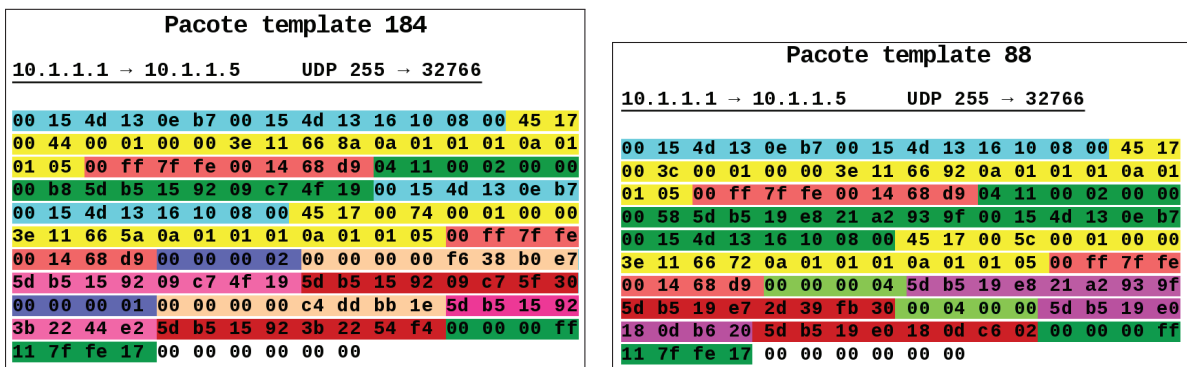 Pacote template 184
10.1.1.1 → 10.1.1.5 UDP 255 → 32766
00 15 4d 13 0e b7 00 15 4d 13 16 10 08 00 45 17
00 44 00 01 00 00 3e 11 66 8a 0a 01 01 01 0a 01
01 05 00 ff 7f fe 00 14 68 d9 04 11 00 02 00 00
00 b8 5d b5 15 92 09 c7 4f 19 00 15 4d 13 0e b7
00 15 4d 13 16 10 08 00 45 17 00 74 00 01 00 00
3e 11 66 5a 0a 01 01 01 0a 01 01 05 00 ff 7f fe
00 14 68 d9 00 00 00 02 00 00 00 00 f6 38 b0 e7
5d b5 15 92 09 c7 4f 19 5d b5 15 92 09 c7 5f 30
00 00 00 01 00 00 00 00 c4 dd bb 1e 5d b5 15 92
3b 22 44 e2 5d b5 15 92 3b 22 54 f4 00 00 00 ff
11 7f fe 17 00 00 00 00 00 00
Pacote template 88
10.1.1.1 → 10.1.1.5 UDP 255 → 32766
00 15 4d 13 0e b7 00 15 4d 13 16 10 08 00 45 17
00 3c 00 01 00 00 3e 11 66 92 0a 01 01 01 0a 01
01 05 00 ff 7f fe 00 14 68 d9 04 11 00 02 00 00
00 58 5d b5 19 e8 21 a2 93 9f 00 15 4d 13 0e b7
00 15 4d 13 16 10 08 00 45 17 00 5c 00 01 00 00
3e 11 66 72 0a 01 01 01 0a 01 01 05 00 ff 7f fe
00 14 68 d9 00 00 00 04 5d b5 19 e8 21 a2 93 9f
5d b5 19 e7 2d 39 fb 30 00 04 00 00 5d b5 19 e0
18 0d b6 20 5d b5 19 e0 18 0d c6 02 00 00 00 ff
11 7f fe 17 00 00 00 00 00 00